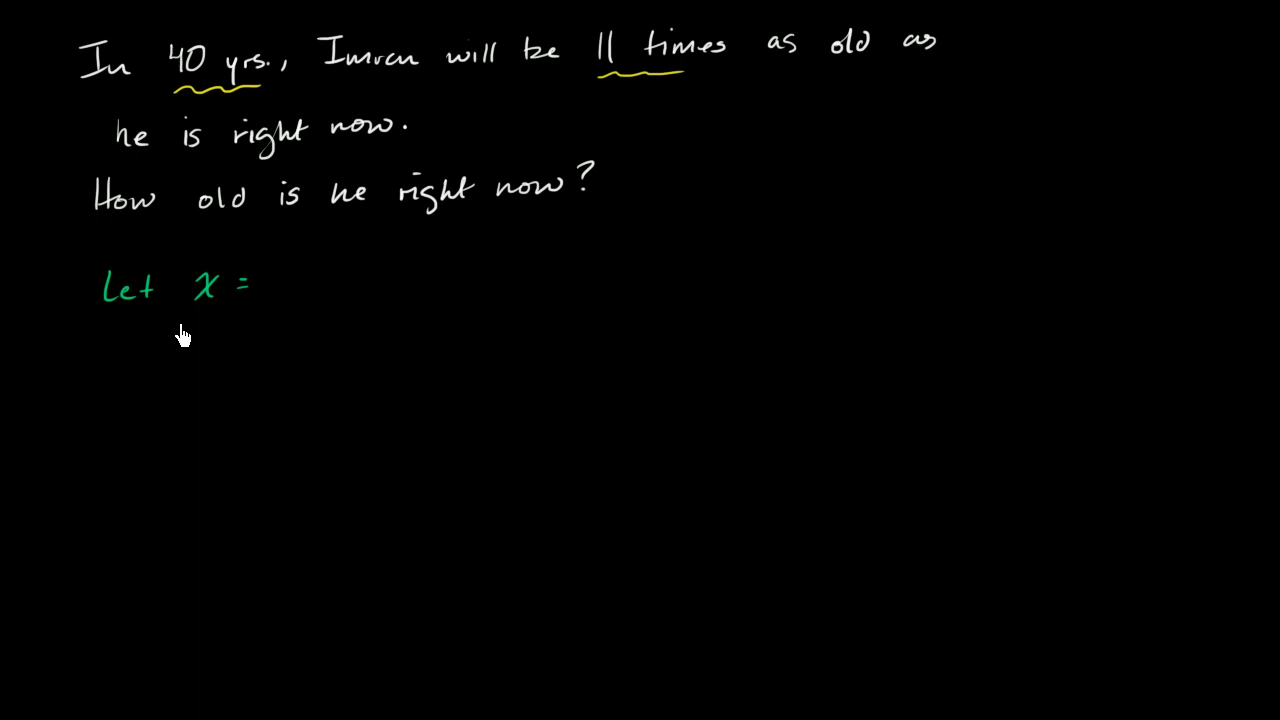 In 40 yrs., Imran will be 11 times as old as
he is right now.
How old is he right now?
Let x =